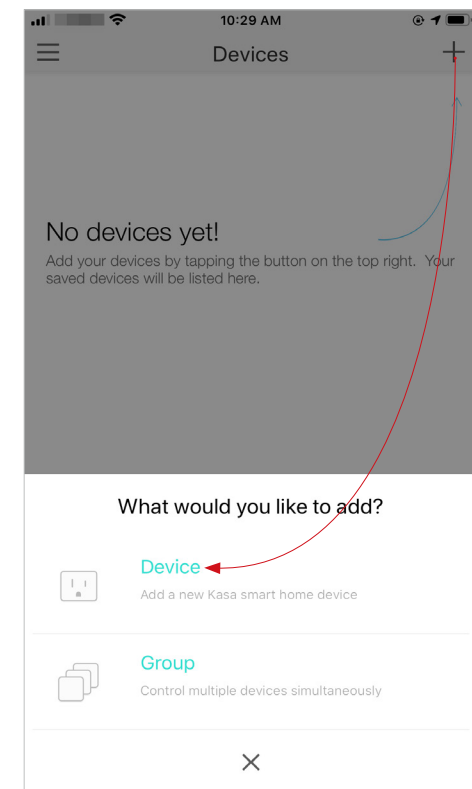 10:29 AM
Devices
No devices yet!
Add your devices by tapping the button on the top right. Your
saved devices will be listed here.
What would you like to add?
Device
Add a new Kasa smart home device
Group
Control multiple devices simultaneously